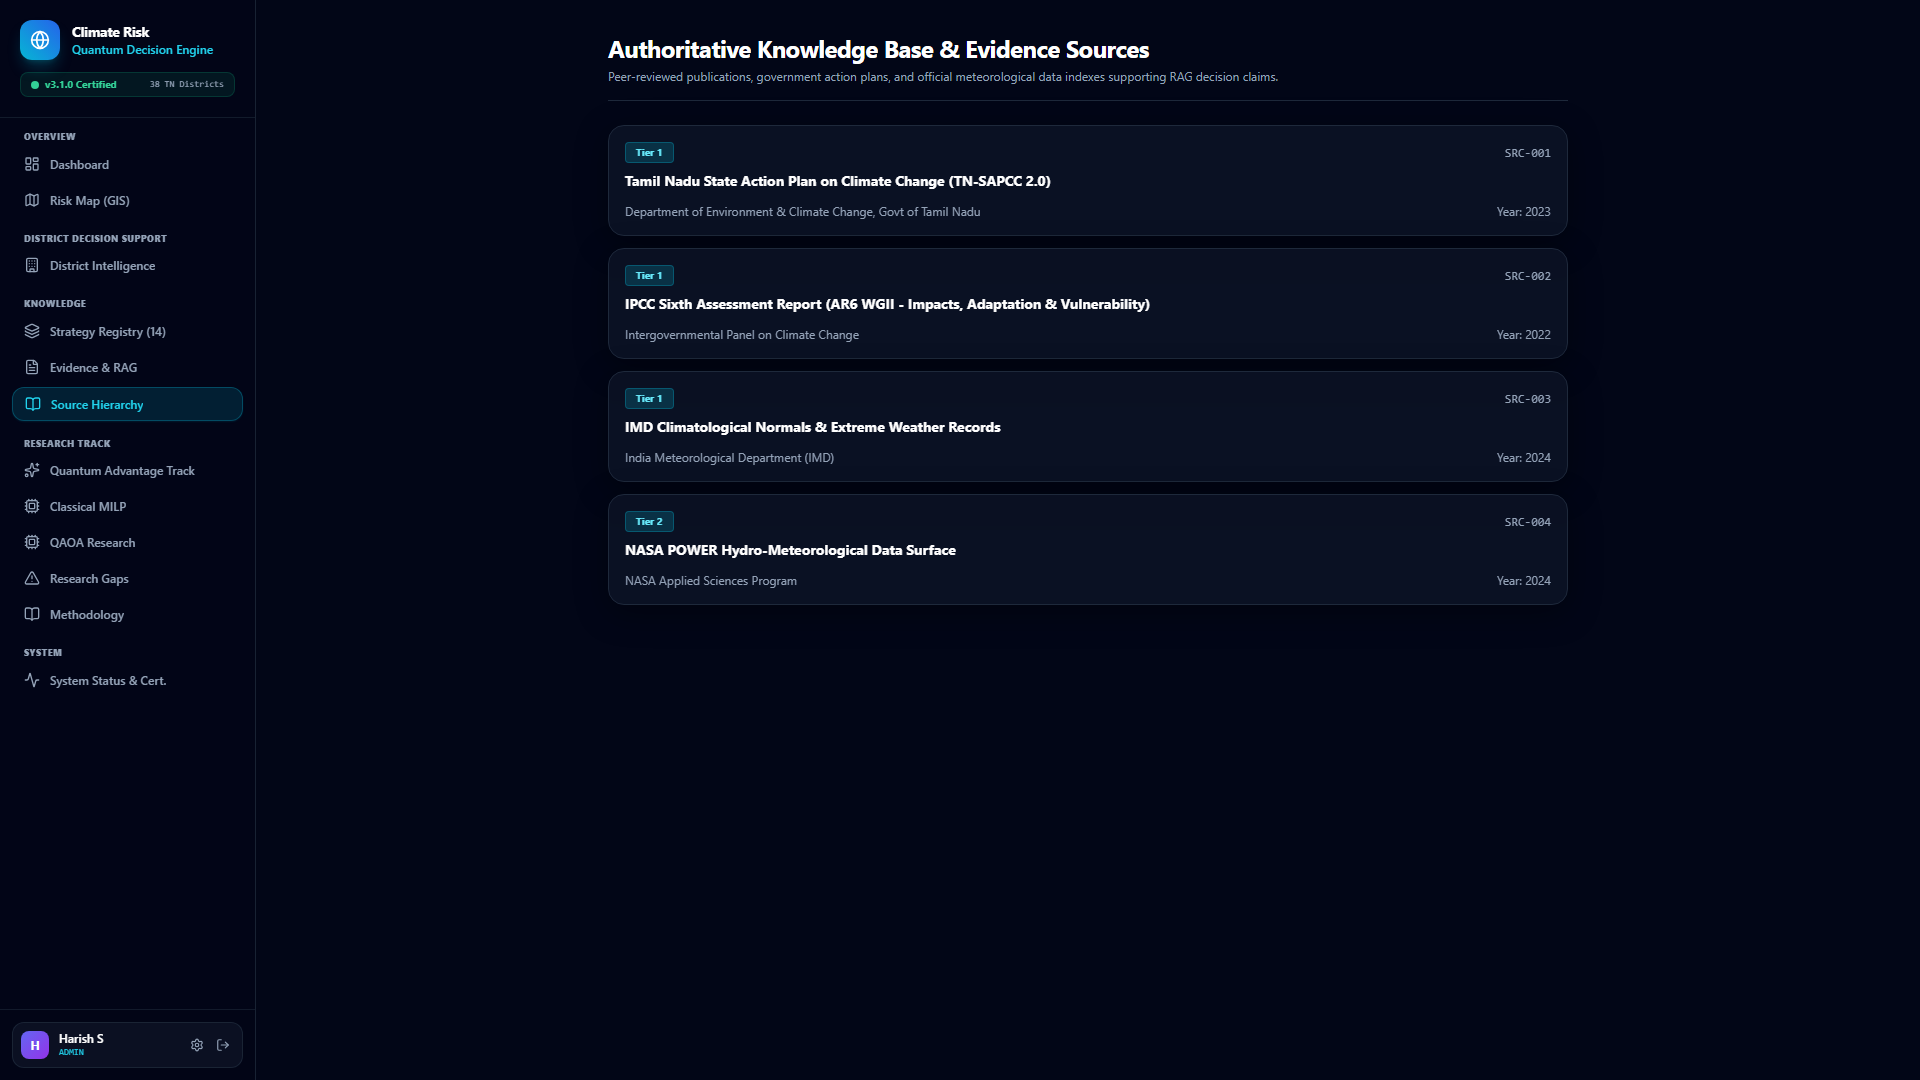 Climate Risk
Quantum Decision Engine
v3.1.0 Certified 38 TN Districts
OVERVIEW
Dashboard
Risk Map (GIS)
DISTRICT DECISION SUPPORT
District Intelligence
KNOWLEDGE
Strategy Registry (14)
Evidence & RAG
Source Hierarchy
RESEARCH TRACK
Quantum Advantage Track
Classical MILP
QAOA Research
Research Gaps
Methodology
SYSTEM
System Status & Cert.
H
Harish S
ADMIN
Authoritative Knowledge Base & Evidence Sources
Peer-reviewed publications, government action plans, and official meteorological data indexes supporting RAG decision claims.
Tier 1 SRC-001
Tamil Nadu State Action Plan on Climate Change (TN-SAPCC 2.0)
Department of Environment & Climate Change, Govt of Tamil Nadu Year: 2023
Tier 1 SRC-002
IPCC Sixth Assessment Report (AR6 WGII - Impacts, Adaptation & Vulnerability)
Intergovernmental Panel on Climate Change Year: 2022
Tier 1 SRC-003
IMD Climatological Normals & Extreme Weather Records
India Meteorological Department (IMD) Year: 2024
Tier 2 SRC-004
NASA POWER Hydro-Meteorological Data Surface
NASA Applied Sciences Program Year: 2024